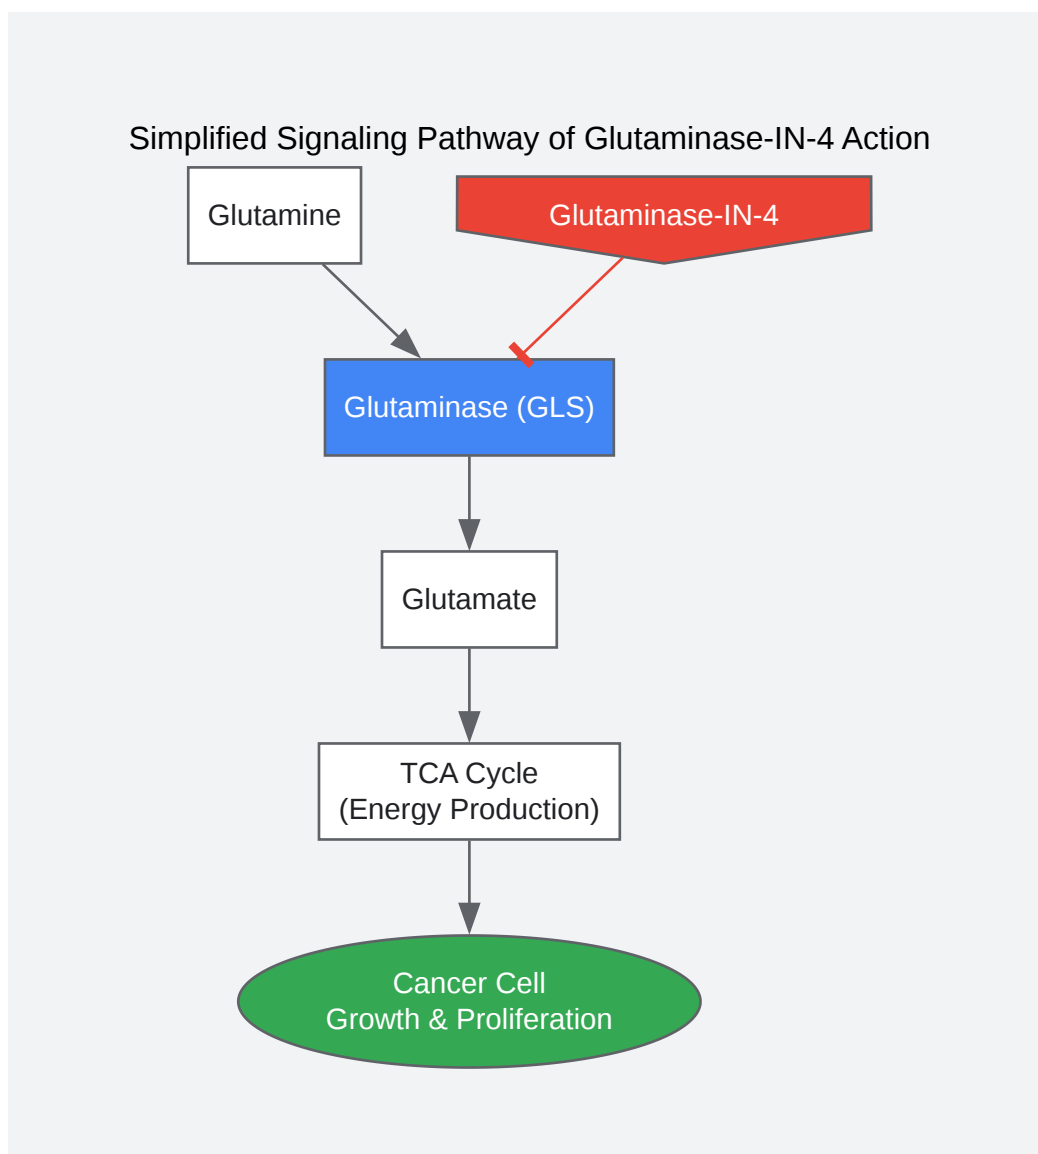 Simplified Signaling Pathway of Glutaminase-IN-4 Action
Glutamine
Glutaminase-IN-4
Glutaminase (GLS)
Glutamate
TCA Cycle
(Energy Production)
Cancer Cell
Growth & Proliferation